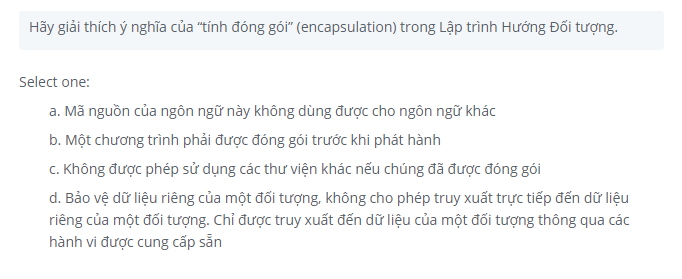 Hãy giải thích ý nghĩa của “tính đóng gói” (encapsulation) trong Lập trình Hướng Đối tượng.
Select one:
a. Mã nguồn của ngôn ngữ này không dùng được cho ngôn ngữ khác
b. Một chương trình phải được đóng gói trước khi phát hành
c. Không được phép sử dụng các thư viện khác nếu chúng đã được đóng gói
d. Bảo vệ dữ liệu riêng của một đối tượng, không cho phép truy xuất trực tiếp đến dữ liệu
riêng của một đối tượng. Chỉ được truy xuất đến dữ liệu của một đối tượng thông qua các
hành vi được cung cấp sẵn